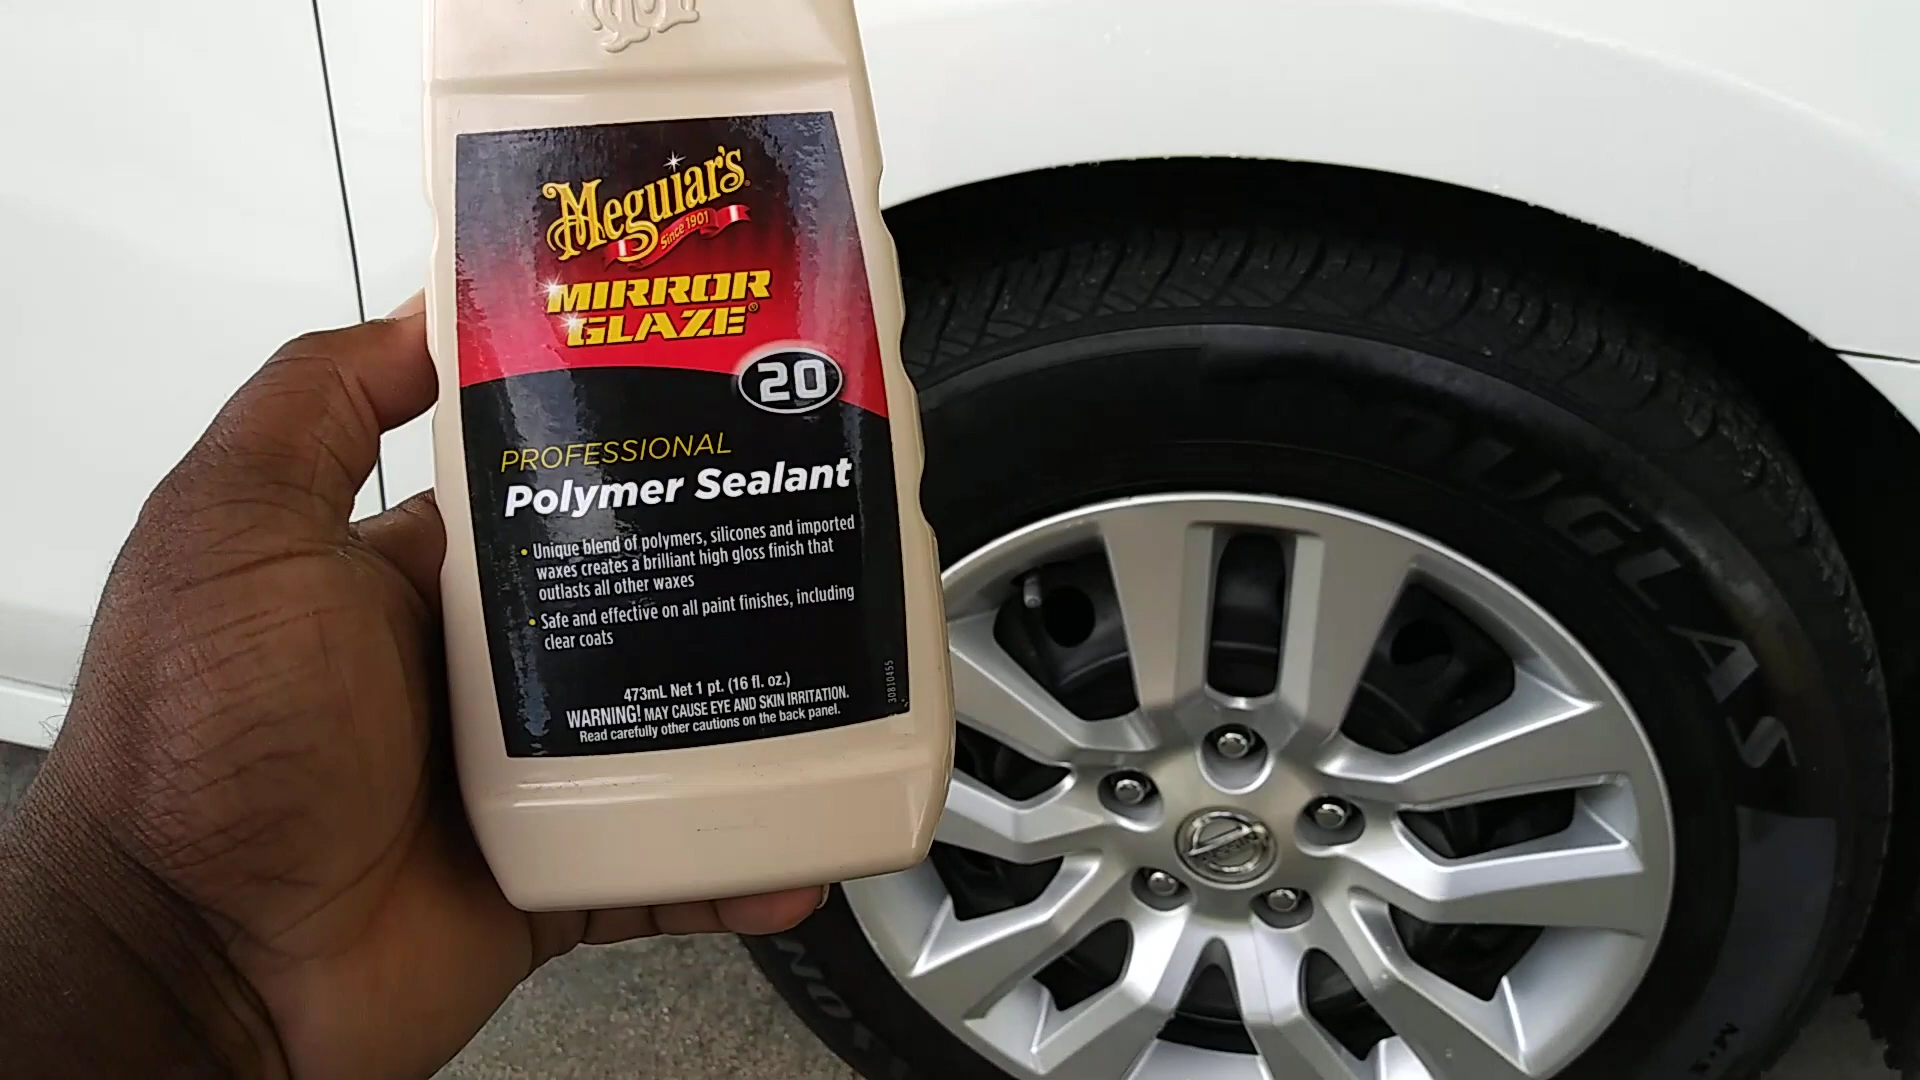 Meguiar's
Since 1901
MIRROR
GLAZE®
20
PROFESSIONAL
Polymer Sealant
• Unique blend of polymers, silicones and imported
waxes creates a brilliant high gloss finish that
outlasts all other waxes
• Safe and effective on all paint finishes, including
clear coats
473mL Net 1 pt. (16 fl. oz.)
WARNING! MAY CAUSE EYE AND SKIN IRRITATION.
Read carefully other cautions on the back panel.
30810455
DOUGLAS
NISSAN